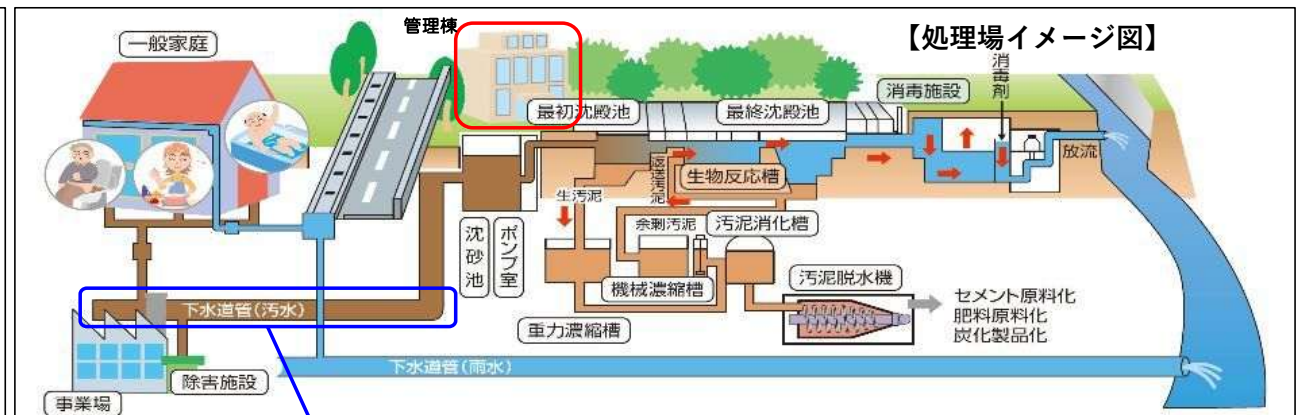 【処理場イメージ図】
管理棟
一般家庭
消毒剤
消毒施設
最初沈殿池
最終沈殿池
放流
返送汚泥
生物反応槽
生汚泥
余剰汚泥
汚泥消化槽
沈砂池
ポンプ室
機械濃縮槽
汚泥脱水機
セメント原料化
肥料原料化
炭化製品化
下水道管(汚水)
重力濃縮槽
下水道管(雨水)
除害施設
事業場